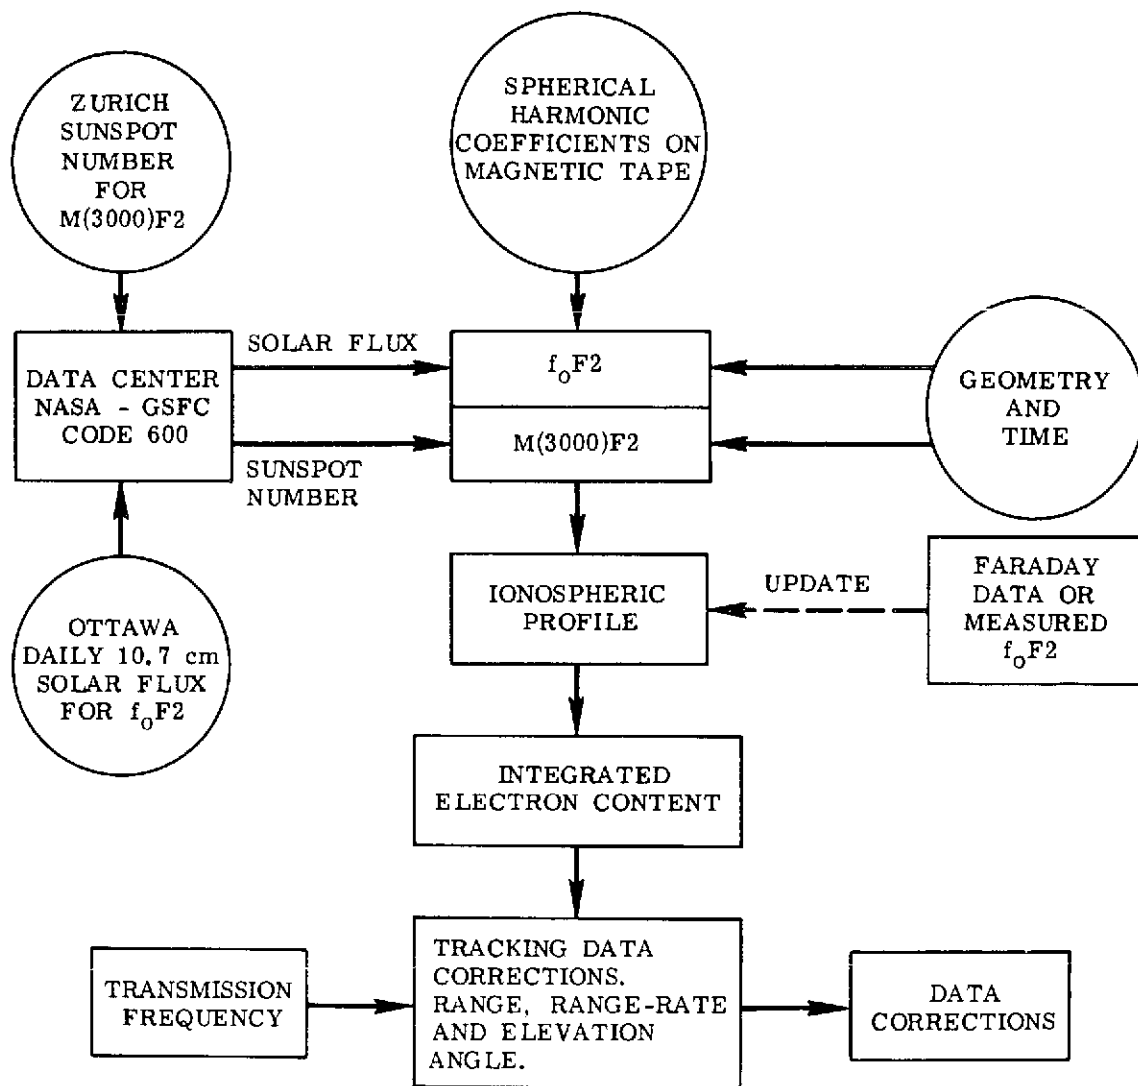 ZURICH
SUNSPOT
NUMBER
FOR
M(3000)F2
SPHERICAL
HARMONIC
COEFFICIENTS ON
MAGNETIC TAPE
DATA CENTER
NASA - GSFC
CODE 600
SOLAR FLUX
SUNSPOT
NUMBER
f₀F2
M(3000)F2
GEOMETRY
AND
TIME
OTTAWA
DAILY 10.7 cm
SOLAR FLUX
FOR f₀F2
IONOSPHERIC
PROFILE
UPDATE
FARADAY
DATA OR
MEASURED
f₀F2
INTEGRATED
ELECTRON CONTENT
TRANSMISSION
FREQUENCY
TRACKING DATA
CORRECTIONS.
RANGE, RANGE-RATE
AND ELEVATION
ANGLE.
DATA
CORRECTIONS